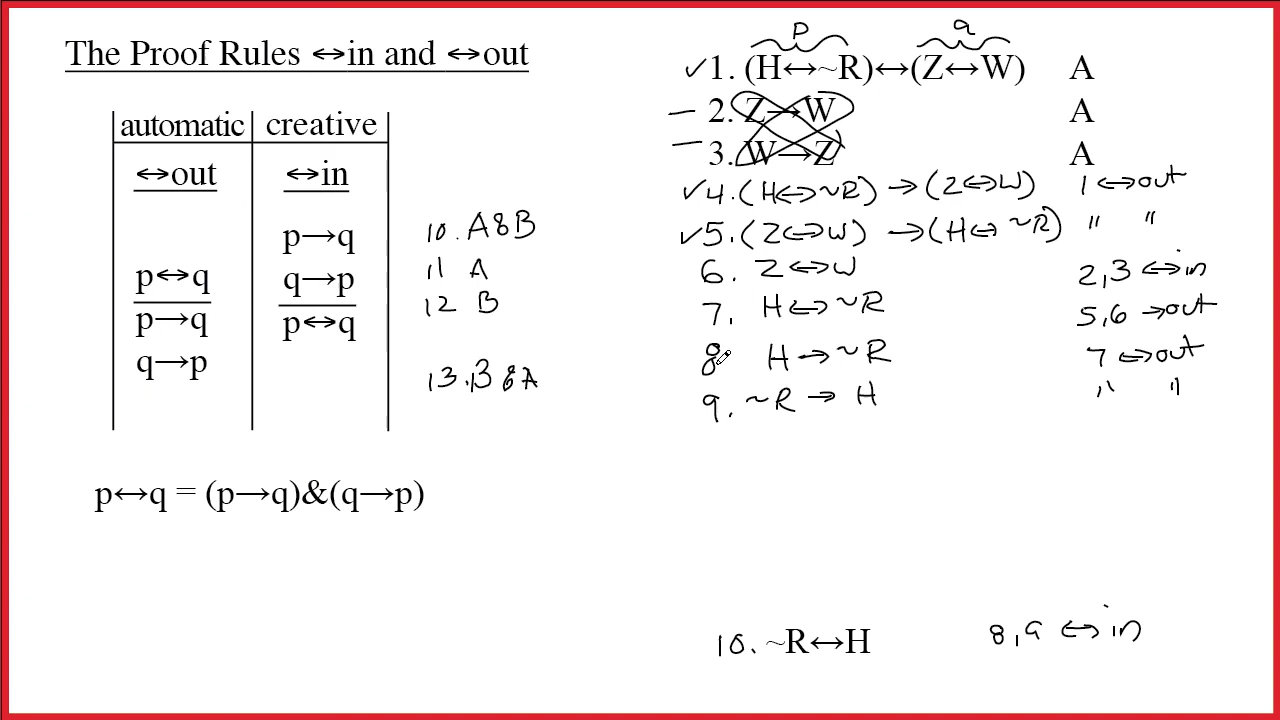 The Proof Rules ↔in and ↔out
automatic creative
↔out ↔in
p→q
p↔q q→p
p→q p↔q
q→p
10. A&B
11 A
12 B
13. B&A
p↔q = (p→q)&(q→p)
p q
✓1. (H↔~R)↔(Z↔W) A
– 2. Z→W A
– 3. W→Z A
✓4. (H↔~R) → (Z↔W) 1 ↔out
✓5. (Z↔W) → (H↔~R) " "
6. Z↔W 2,3 ↔in
7. H↔~R 5,6 →out
8 H→~R 7 ↔out
9. ~R → H " "
10. ~R↔H 8,9 ↔in